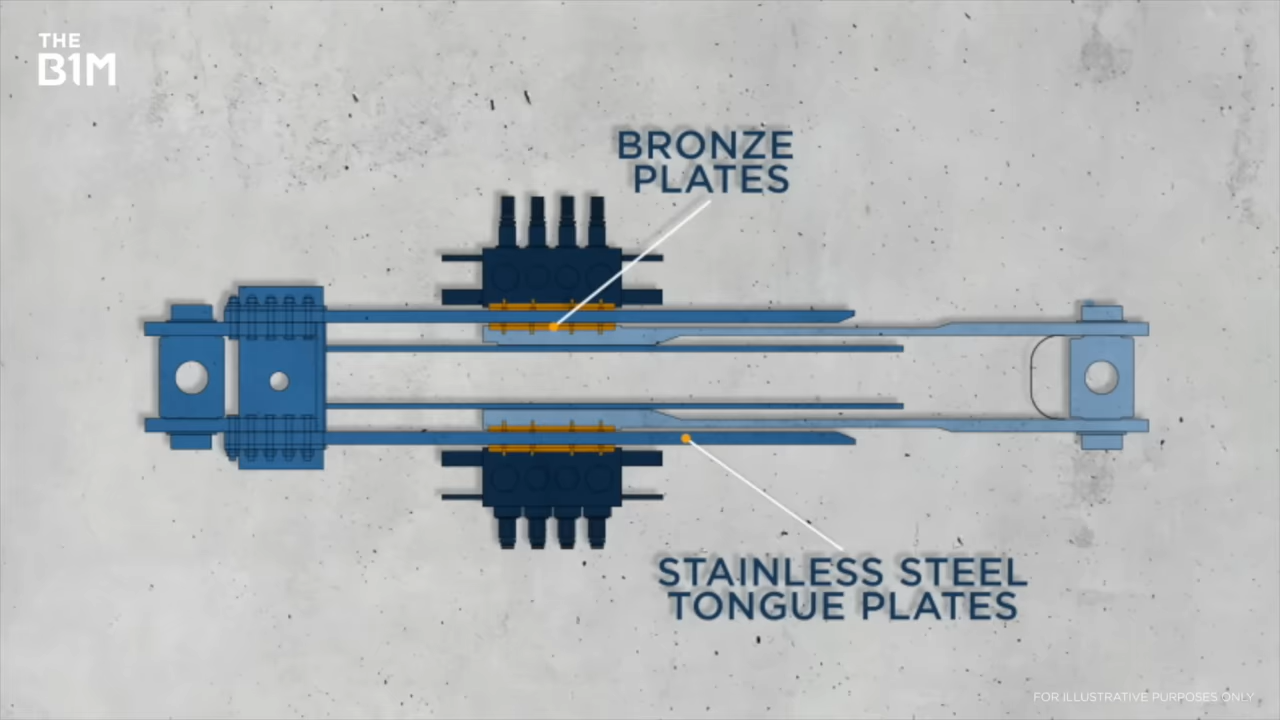 THE
B1M
BRONZE
PLATES
STAINLESS STEEL
TONGUE PLATES
FOR ILLUSTRATIVE PURPOSES ONLY